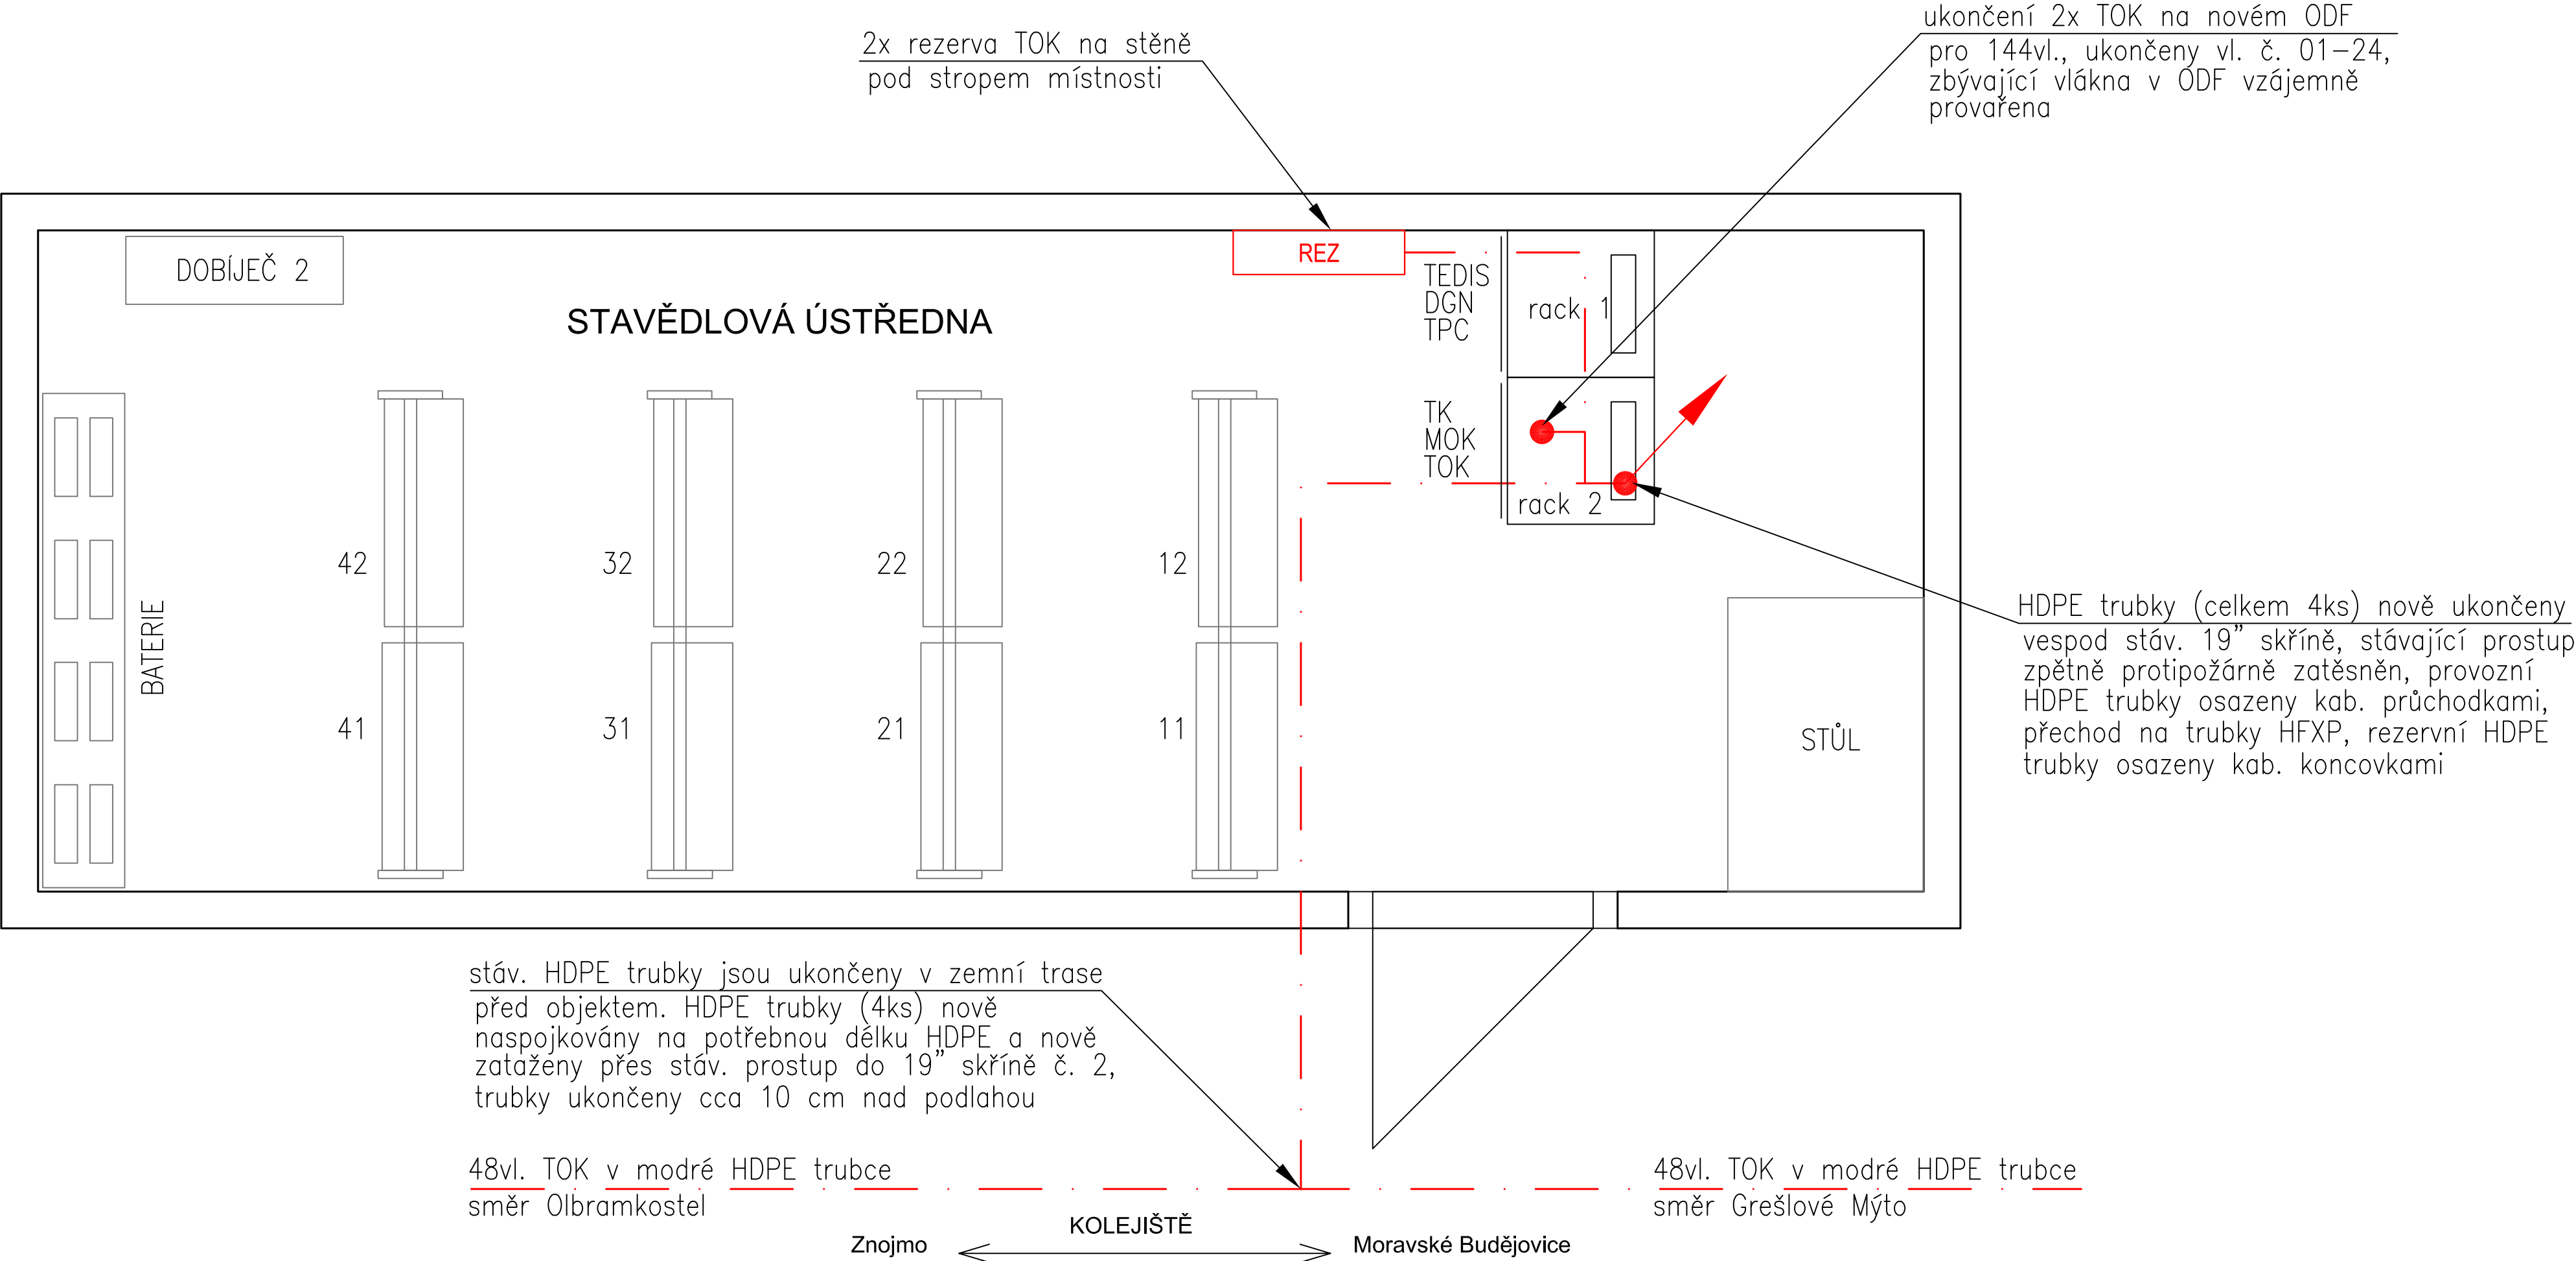 ukončení 2x TOK na novém ODF
pro 144vl., ukončeny vl. č. 01-24,
zbývající vlákna v ODF vzájemně
provařena
2x rezerva TOK na stěně
pod stropem místnosti
DOBÍJEČ 2
REZ
STAVĚDLOVÁ ÚSTŘEDNA
TEDIS
DGN
TPC
rack 1
TK
MOK
TOK
rack 2
42
32
22
12
BATERIE
41
31
21
11
STŮL
HDPE trubky (celkem 4ks) nově ukončeny
vespod stáv. 19" skříně, stávající prostup
zpětně protipožárně zatěsněn, provozní
HDPE trubky osazeny kab. průchodkami,
přechod na trubky HFXP, rezervní HDPE
trubky osazeny kab. koncovkami
stáv. HDPE trubky jsou ukončeny v zemní trase
před objektem. HDPE trubky (4ks) nově
naspojkovány na potřebnou délku HDPE a nově
zataženy přes stáv. prostup do 19" skříně č. 2,
trubky ukončeny cca 10 cm nad podlahou
48vl. TOK v modré HDPE trubce
směr Olbramkostel
48vl. TOK v modré HDPE trubce
směr Grešlové Mýto
KOLEJIŠTĚ
Znojmo
Moravské Budějovice